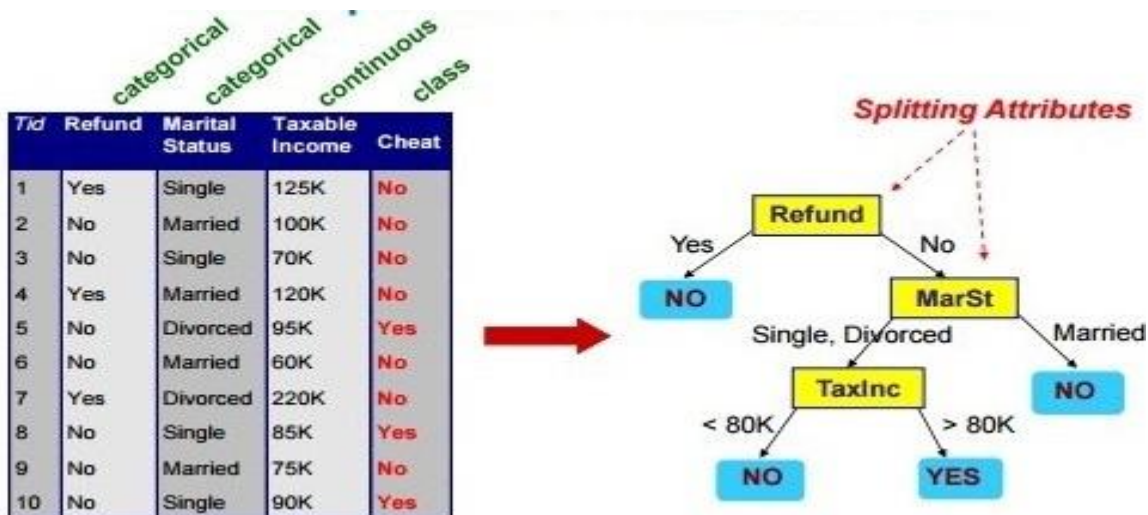 categorical
categorical
continuous
class
Tid Refund Marital Status Taxable Income Cheat
1 Yes Single 125K No
2 No Married 100K No
3 No Single 70K No
4 Yes Married 120K No
5 No Divorced 95K Yes
6 No Married 60K No
7 Yes Divorced 220K No
8 No Single 85K Yes
9 No Married 75K No
10 No Single 90K Yes
Splitting Attributes
Refund
Yes No
NO MarSt
Single, Divorced Married
TaxInc NO
< 80K > 80K
NO YES